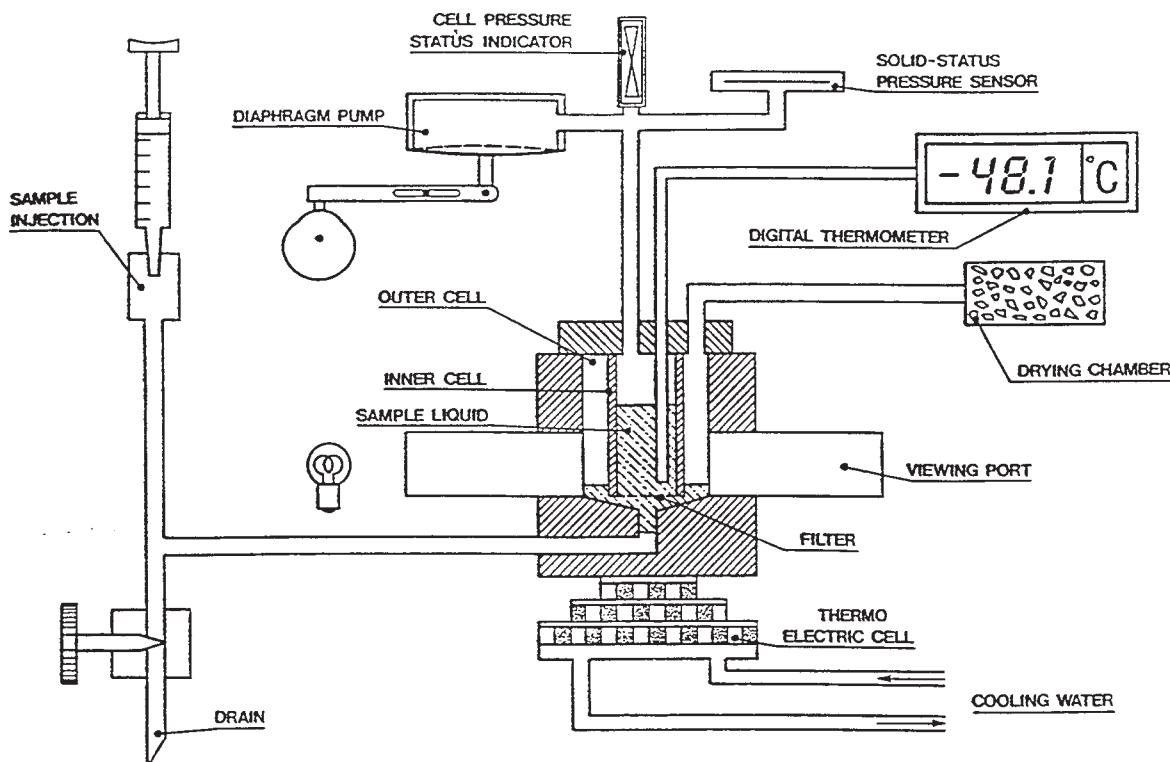 CELL PRESSURE
STATUS INDICATOR
SOLID-STATUS
PRESSURE SENSOR
DIAPHRAGM PUMP
-48.1 °C
SAMPLE
INJECTION
DIGITAL THERMOMETER
OUTER CELL
INNER CELL
DRYING CHAMBER
SAMPLE LIQUID
VIEWING PORT
FILTER
THERMO
ELECTRIC CELL
COOLING WATER
DRAIN